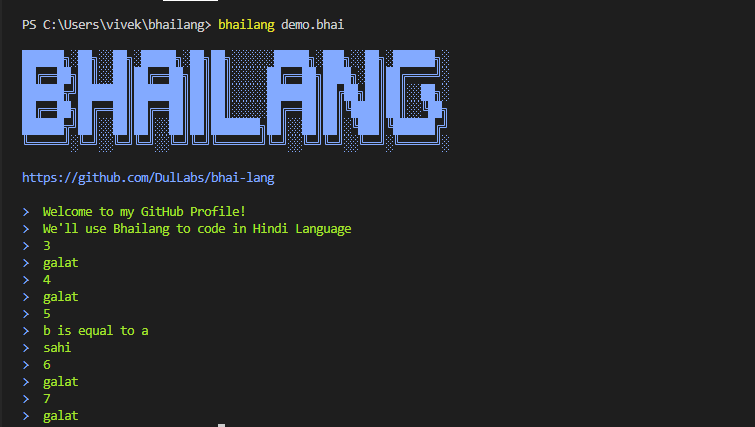 PS C:\Users\vivek\bhailang> bhailang demo.bhai
BHAILANG
https://github.com/DulLabs/bhai-lang
> Welcome to my GitHub Profile!
> We'll use Bhailang to code in Hindi Language
> 3
> galat
> 4
> galat
> 5
> b is equal to a
> sahi
> 6
> galat
> 7
> galat